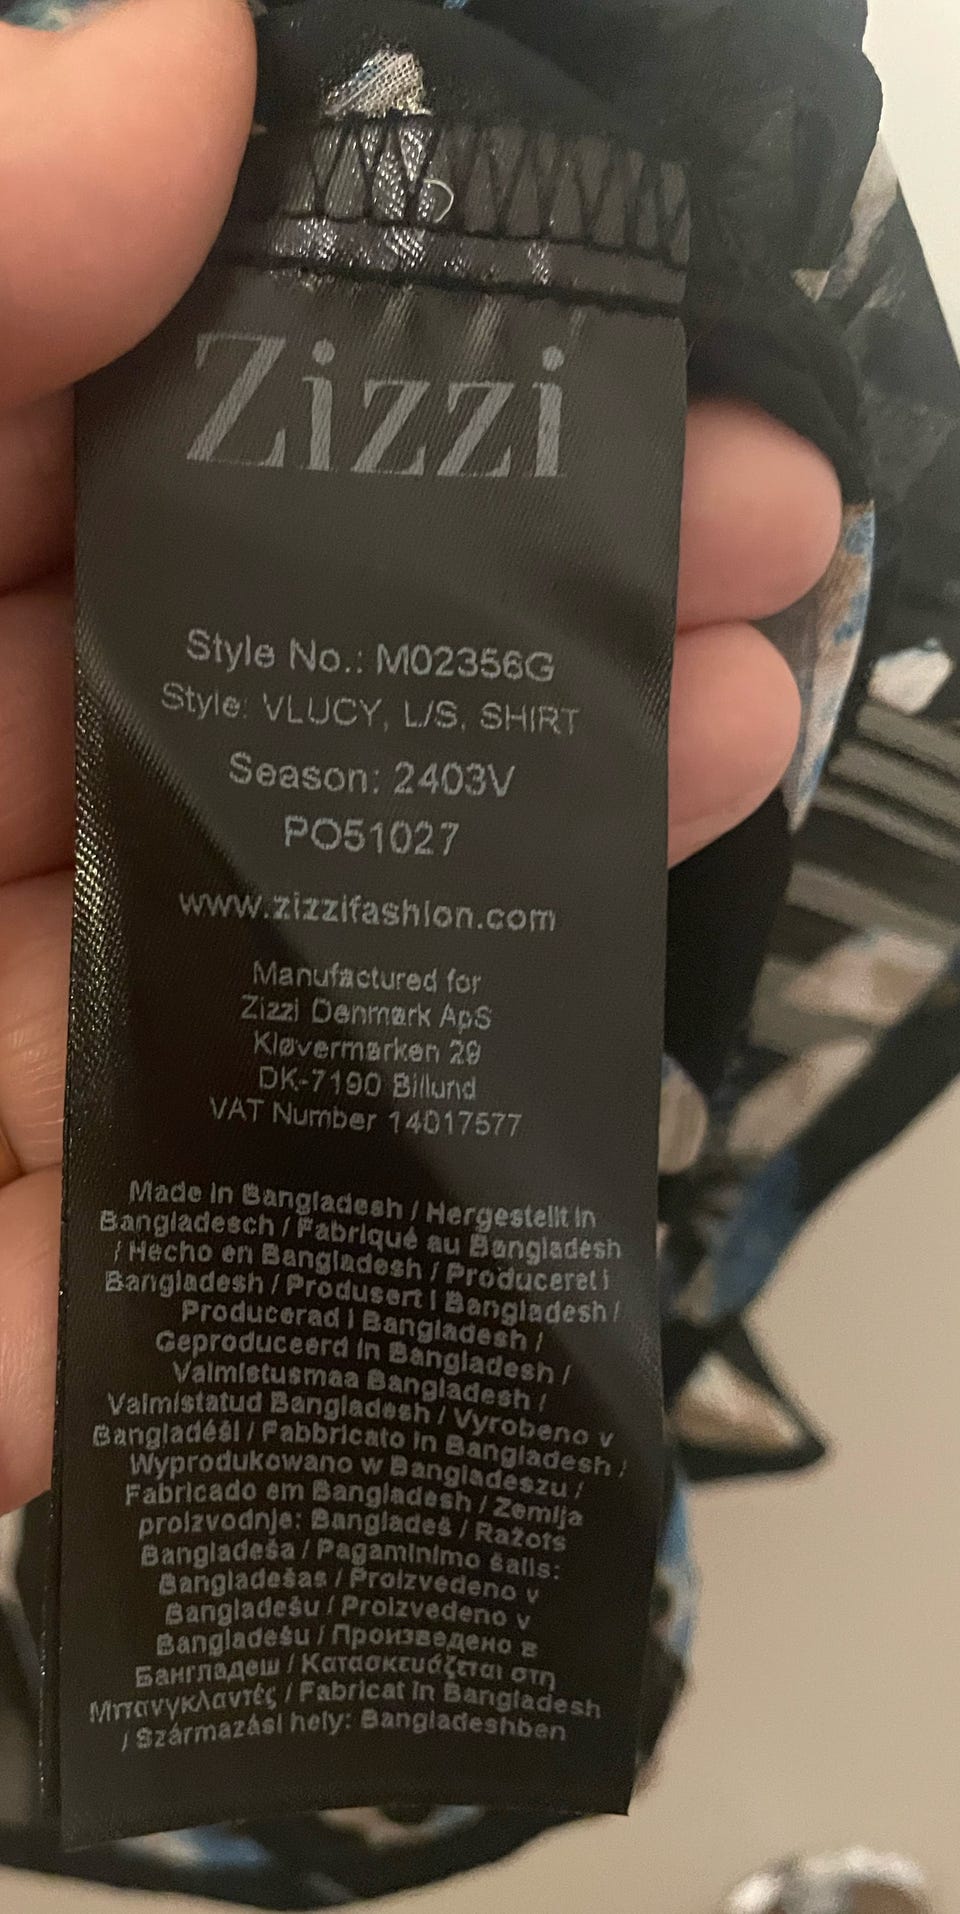 Zizzi
Style No.: M02356G
Style: VLUCY, L/S, SHIRT
Season: 2403V
PO51027
www.zizzifashion.com
Manufactured for
Zizzi Denmark ApS
Kløvermarken 29
DK-7190 Billund
VAT Number 14017577
Made in Bangladesh / Hergestellt in
Bangladesch / Fabriqué au Bangladesh
/ Hecho en Bangladesh / Produceret i
Bangladesh / Produsert i Bangladesh /
Producerad i Bangladesh /
Geproduceerd in Bangladesh /
Valmistusmaa Bangladesh /
Valmistatud Bangladesh / Vyrobeno v
Bangladéši / Fabbricato in Bangladesh /
Wyprodukowano w Bangladeszu /
Fabricado em Bangladesh / Zemlja
proizvodnje: Bangladeš / Ražots
Bangladeša / Pagaminimo šalis:
Bangladešas / Proizvedeno v
Bangladešu / Proizvedeno v
Bangladešu / Произведено в
Бангладеш / Κατασκευάζεται στη
Μπανγκλαντές / Fabricat in Bangladesh
/ Származási hely: Bangladeshben